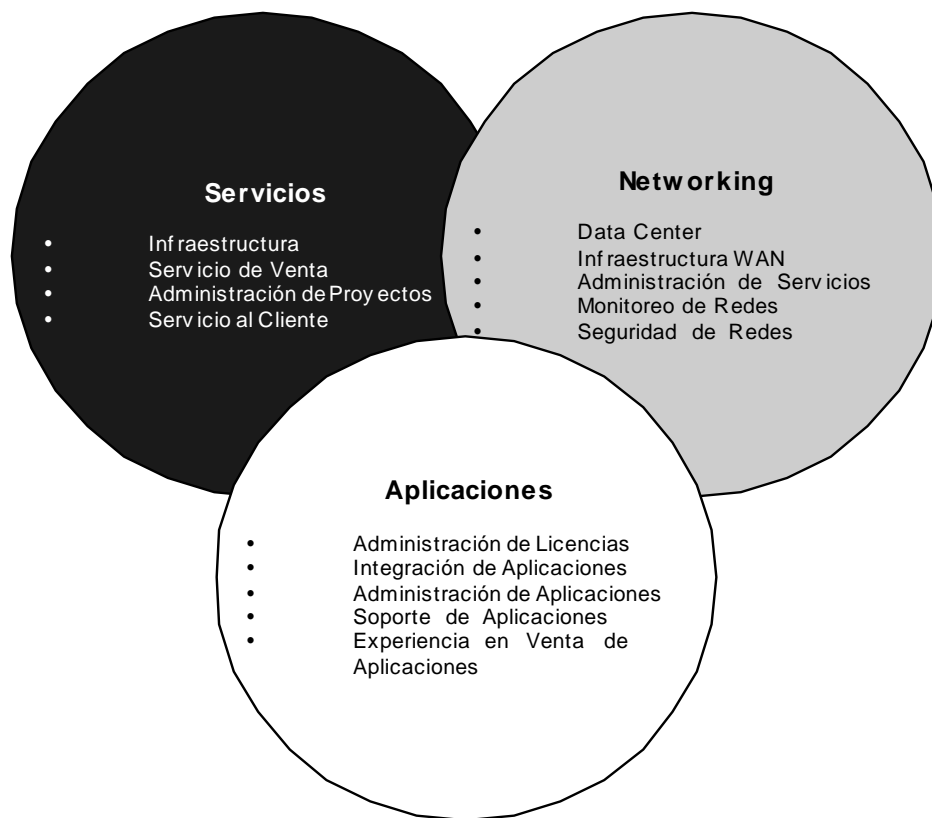 Servicios
• Infraestructura
• Servicio de Venta
• Administración de Proyectos
• Servicio al Cliente
Networking
• Data Center
• Infraestructura WAN
• Administración de Servicios
• Monitoreo de Redes
• Seguridad de Redes
Aplicaciones
• Administración de Licencias
• Integración de Aplicaciones
• Administración de Aplicaciones
• Soporte de Aplicaciones
• Experiencia en Venta de
Aplicaciones